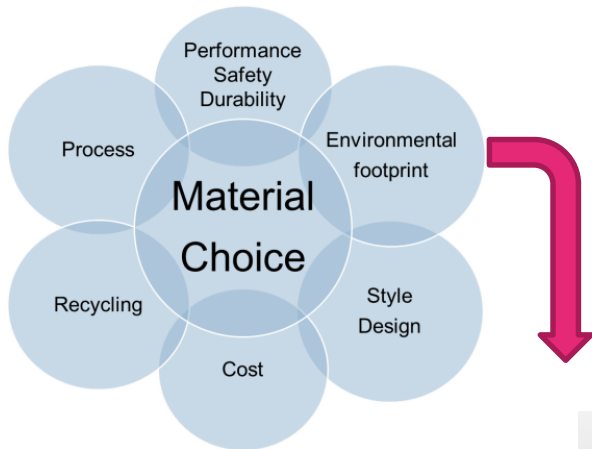 Performance
Safety
Durability
Environmental
footprint
Process
Material
Choice
Style
Design
Recycling
Cost